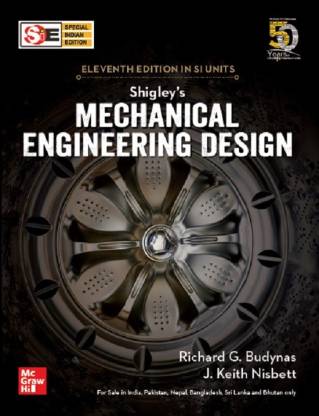 SIE
SPECIAL
INDIAN
EDITION
50
Years
ELEVENTH EDITION IN SI UNITS
Shigley's
MECHANICAL
ENGINEERING DESIGN
Richard G. Budynas
J. Keith Nisbett
Mc
Graw
Hill
For Sale in India, Pakistan, Nepal, Bangladesh, Sri Lanka and Bhutan only